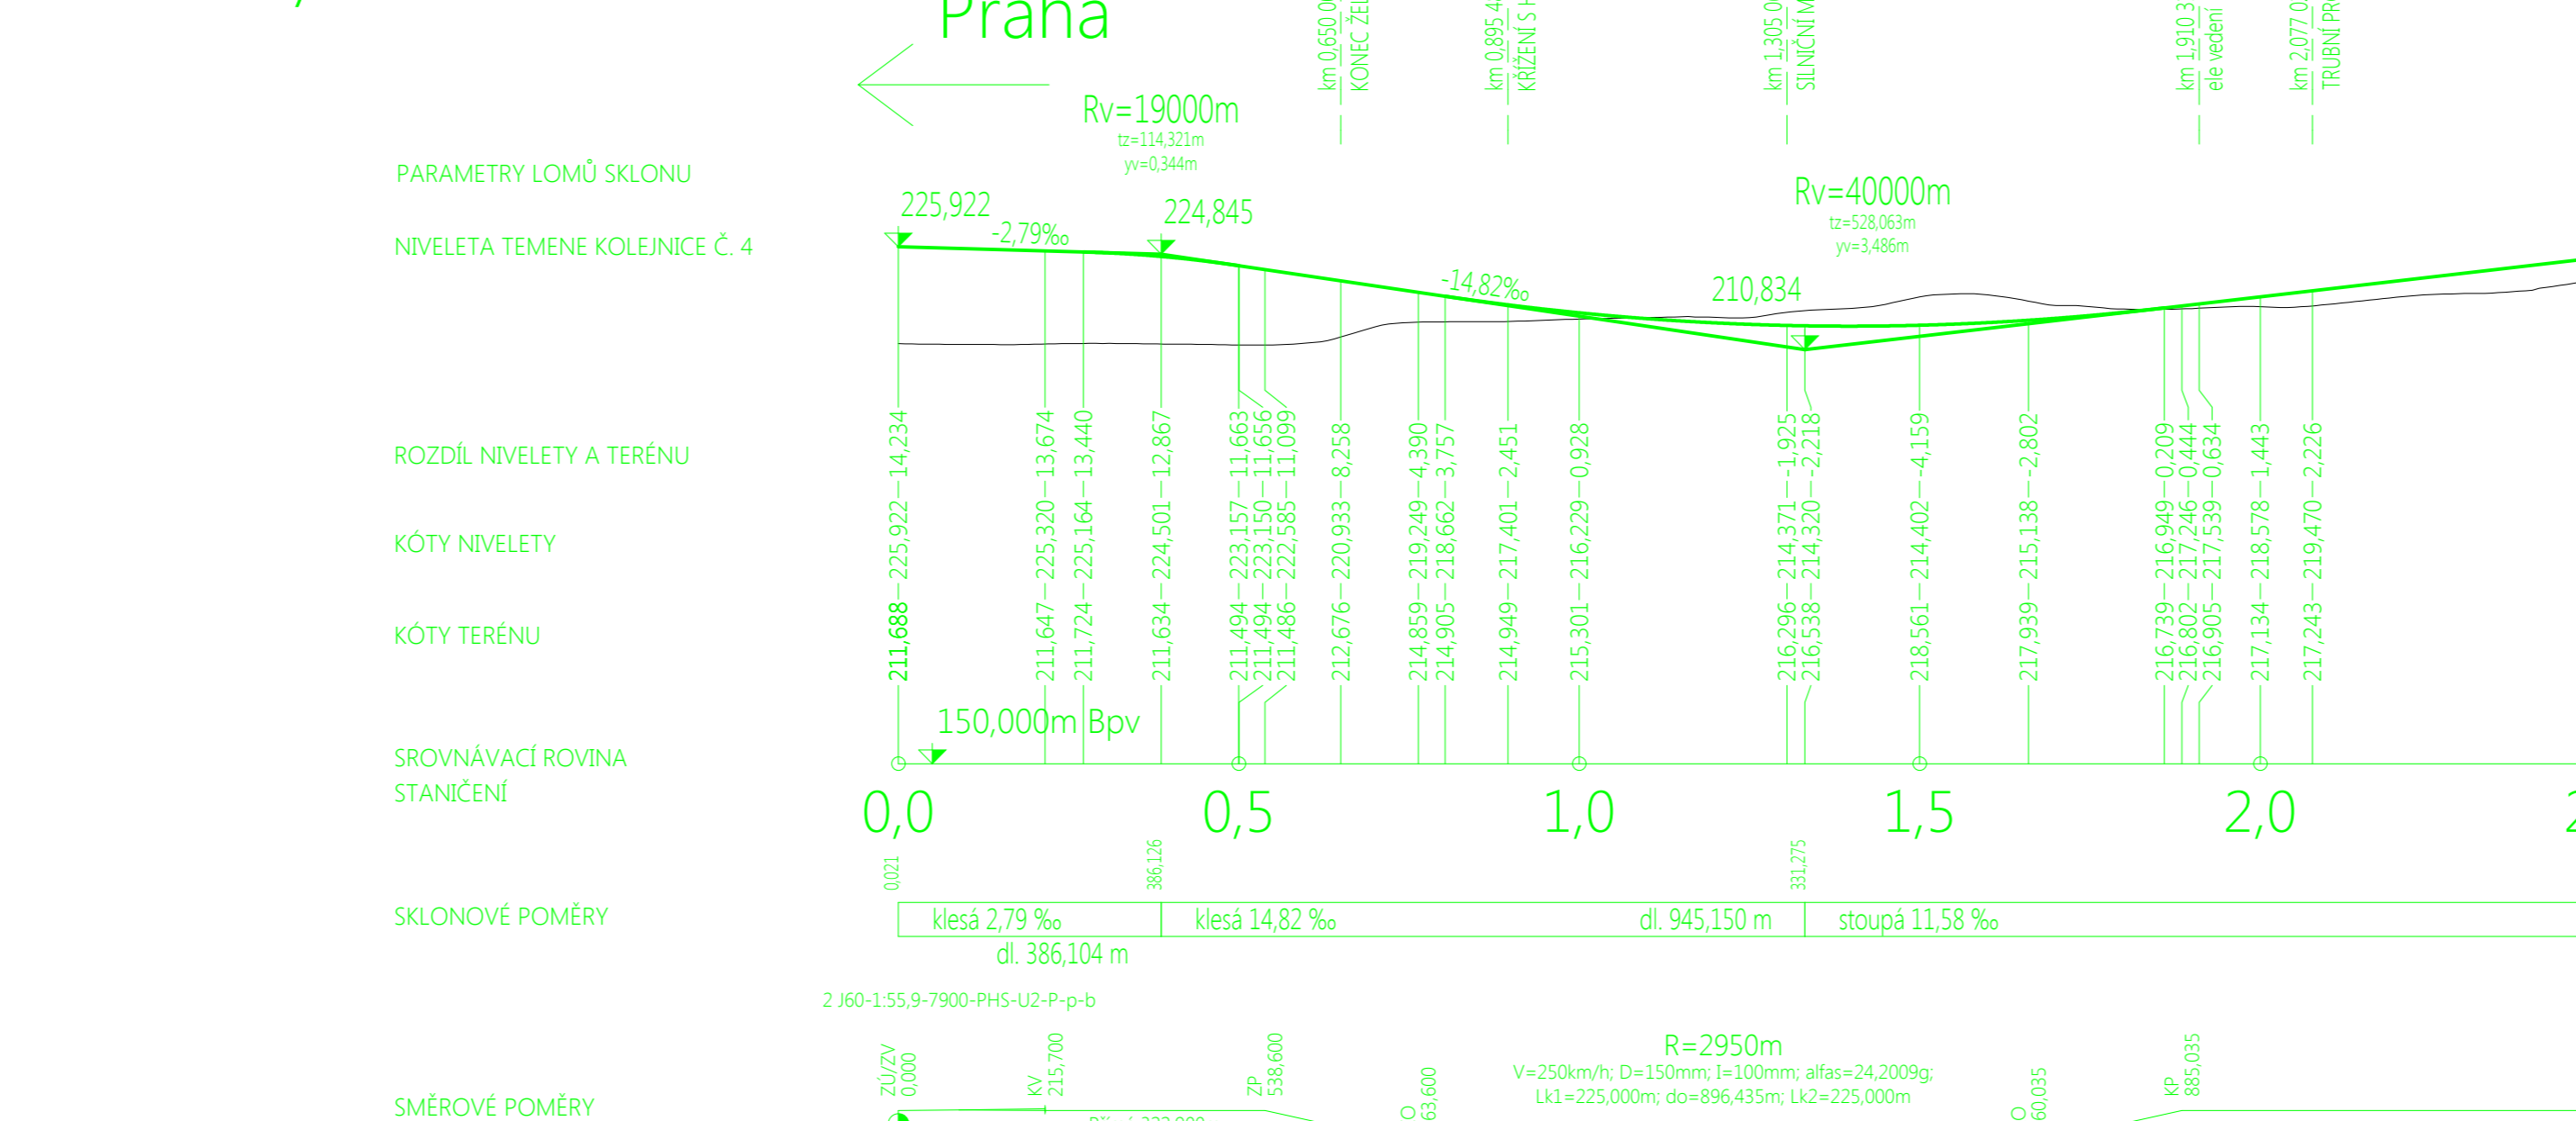 Praha
km 0,650
KONEC
km 0,895
KŘÍŽENÍ S
km 1,305
SILNIČNÍ
km 1,910
ele vedení
km 2,077
TRUBNÍ
Rv=19000m
tz=114,321m
yv=0,344m
PARAMETRY LOMŮ SKLONU
Rv=40000m
tz=528,063m
yv=3,486m
225,922
224,845
-2,79‰
NIVELETA TEMENE KOLEJNICE Č. 4
-14,82‰
210,834
ROZDÍL NIVELETY A TERÉNU
KÓTY NIVELETY
KÓTY TERÉNU
211,688 225,922 14,234
211,647 225,320 13,674
211,724 225,164 13,440
211,634 224,501 12,867
211,494 223,157 11,663
211,494 223,150 11,656
211,486 222,585 11,099
212,676 220,933 8,258
214,859 219,249 4,390
214,905 218,662 3,757
214,949 217,401 2,451
215,301 216,229 0,928
216,296 214,371 -1,925
216,538 214,320 -2,218
218,561 214,402 -4,159
217,939 215,138 -2,802
216,739 216,949 0,209
216,802 217,246 0,444
216,905 217,539 0,634
217,134 218,578 1,443
217,243 219,470 2,226
150,000m Bpv
SROVNÁVACÍ ROVINA
STANIČENÍ
0,0 0,5 1,0 1,5 2,0
0,021
386,126
331,275
SKLONOVÉ POMĚRY
klesá 2,79 ‰
klesá 14,82 ‰
dl. 945,150 m
stoupá 11,58 ‰
dl. 386,104 m
2 J60-1:55,9-7900-PHS-U2-P-p-b
ZÚ/ZV
0,000
KV
215,700
ZP
538,600
O
63,600
R=2950m
V=250km/h; D=150mm; I=100mm; alfas=24,2009g;
Lk1=225,000m; do=896,435m; Lk2=225,000m
O
60,035
KP
885,035
SMĚROVÉ POMĚRY